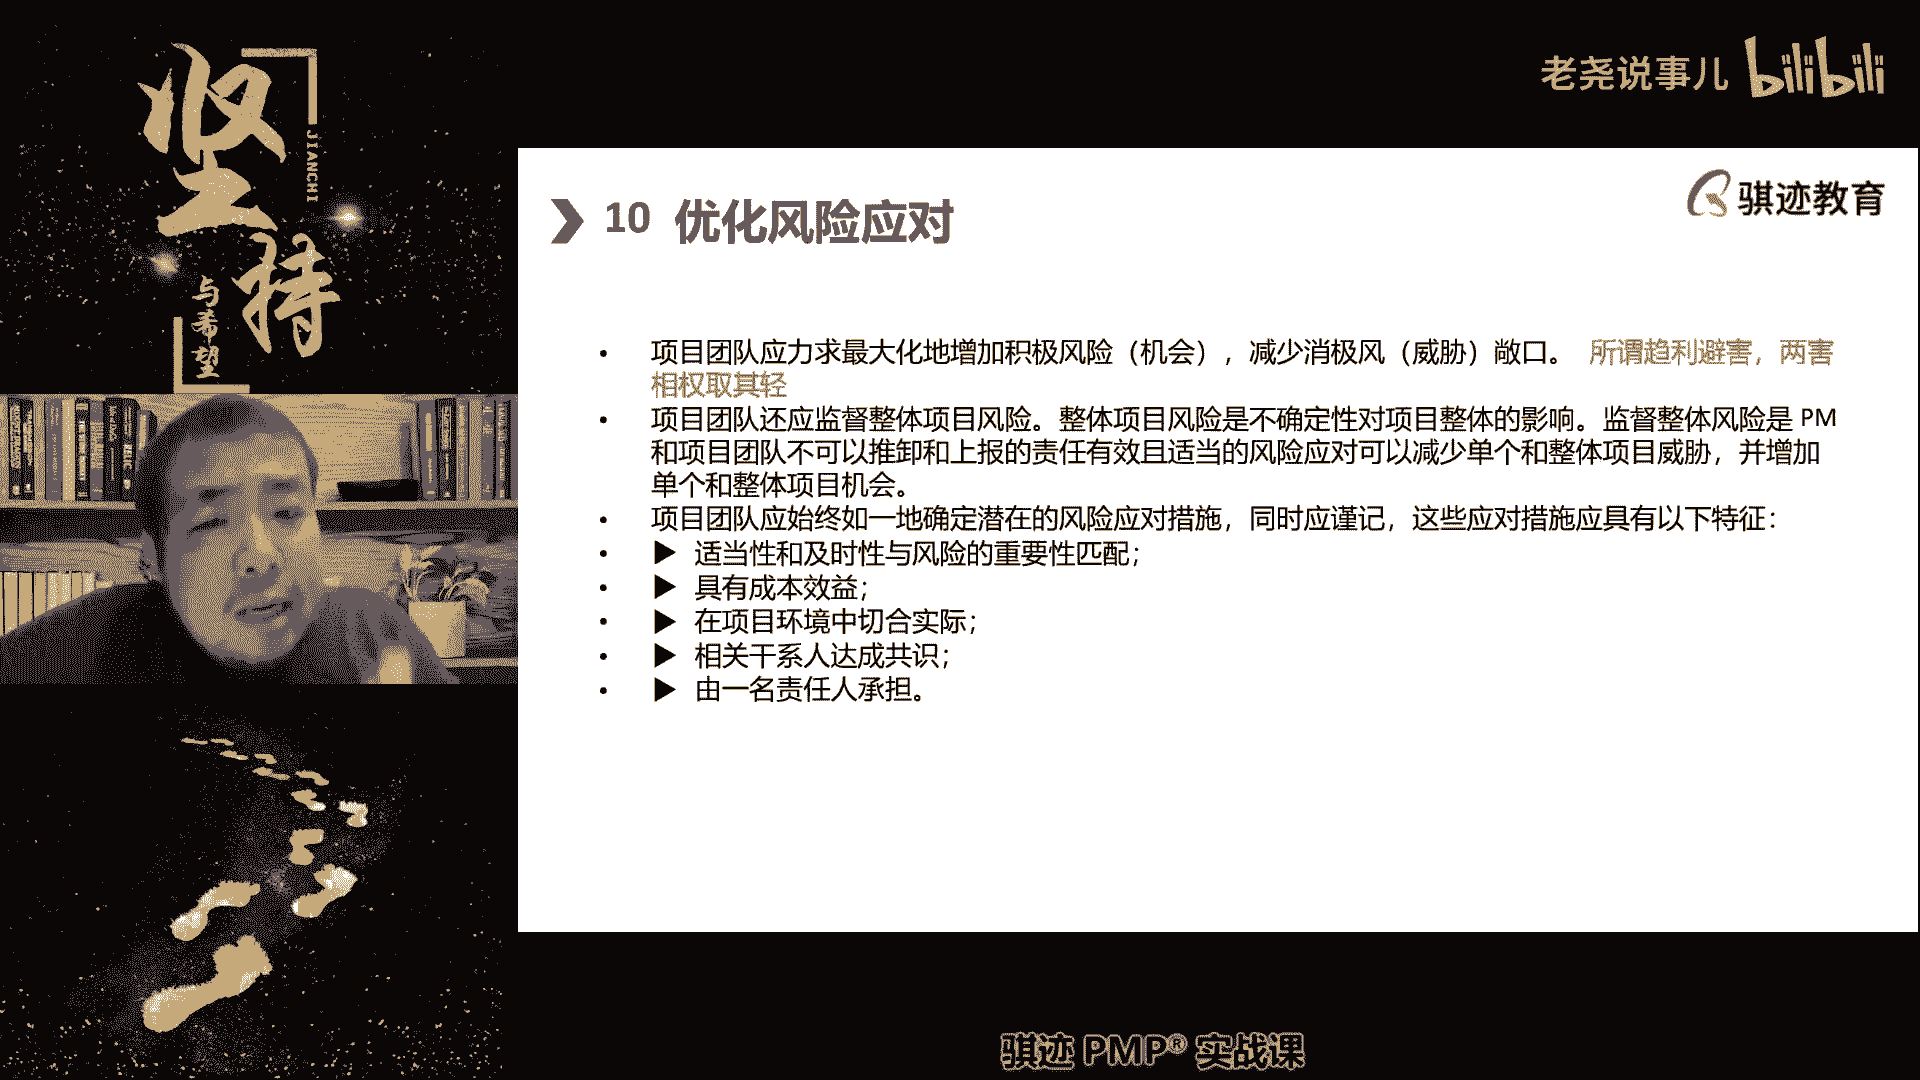 坚持
JIANCHI
与希望
老尧说事儿 bilibili
骐迹教育
10 优化风险应对
• 项目团队应力求最大化地增加积极风险（机会），减少消极风（威胁）敞口。 所谓趋利避害，两害
相权取其轻
• 项目团队还应监督整体项目风险。整体项目风险是不确定性对项目整体的影响。监督整体风险是 PM
和项目团队不可以推卸和上报的责任有效且适当的风险应对可以减少单个和整体项目威胁，并增加
单个和整体项目机会。
• 项目团队应始终如一地确定潜在的风险应对措施，同时应谨记，这些应对措施应具有以下特征：
• ▶ 适当性和及时性与风险的重要性匹配；
• ▶ 具有成本效益；
• ▶ 在项目环境中切合实际；
• ▶ 相关干系人达成共识；
• ▶ 由一名责任人承担。
骐迹 PMP® 实战课